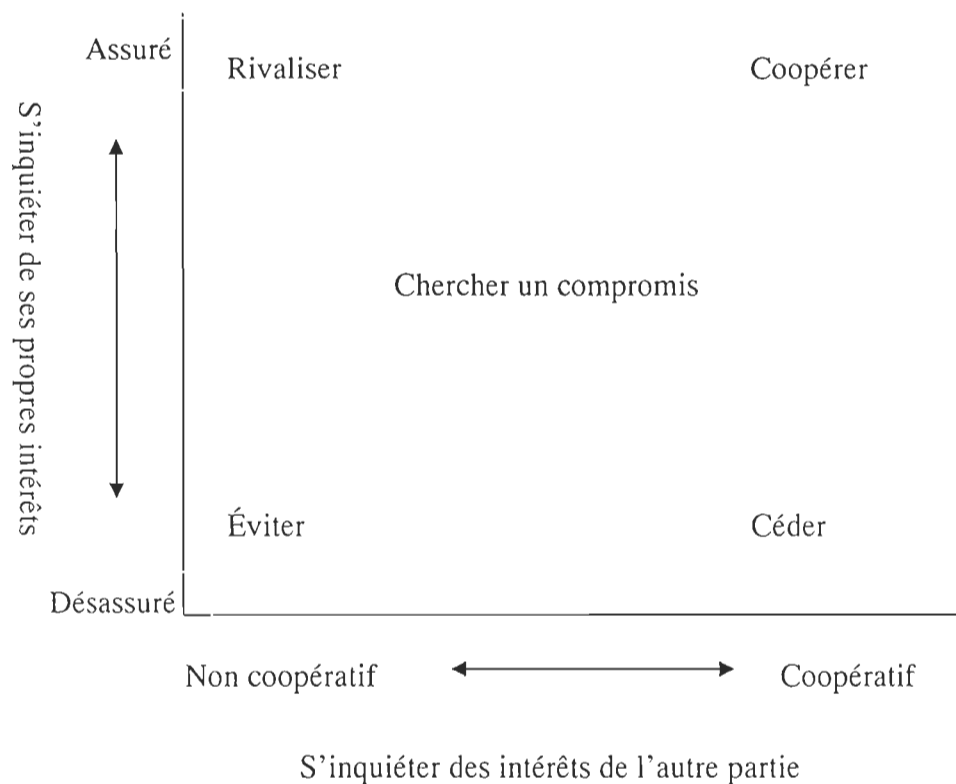 Assuré
Rivaliser
Coopérer
S'inquiéter de ses propres intérêts
Chercher un compromis
Éviter
Céder
Désassuré
Non coopératif
Coopératif
S'inquiéter des intérêts de l'autre partie